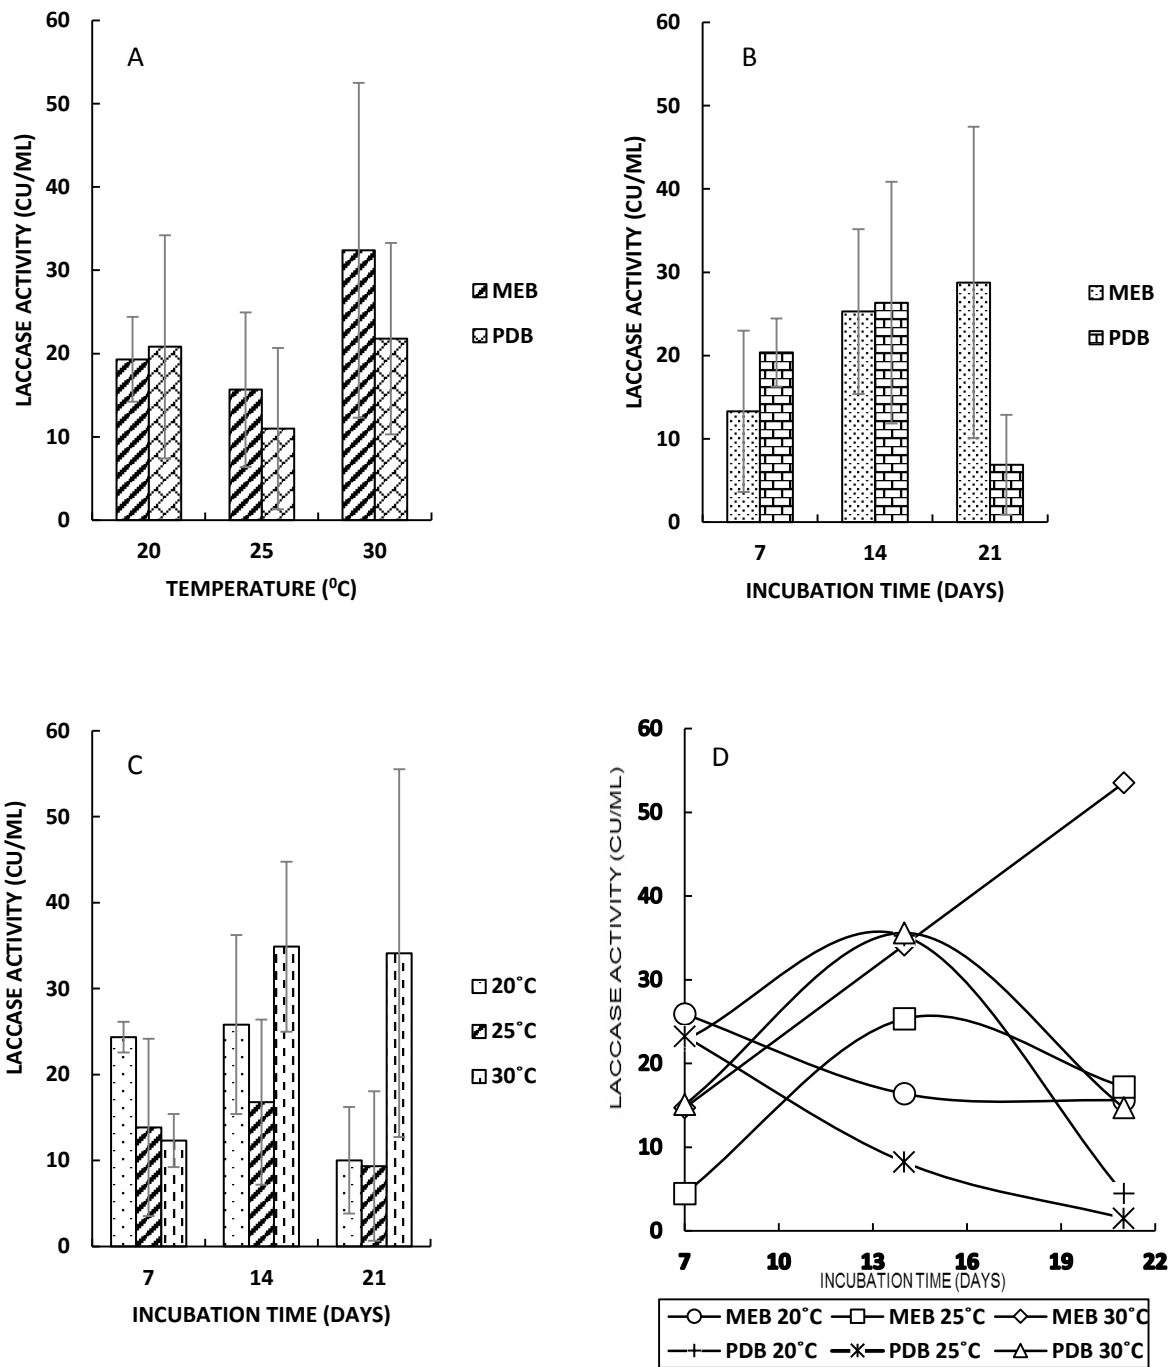 A
LACCASE ACTIVITY (CU/ML)
60
50
40
30
20
10
0
20 25 30
TEMPERATURE (⁰C)
MEB
PDB
B
LACCASE ACTIVITY (CU/ML)
60
50
40
30
20
10
0
7 14 21
INCUBATION TIME (DAYS)
MEB
PDB
C
LACCASE ACTIVITY (CU/ML)
60
50
40
30
20
10
0
7 14 21
INCUBATION TIME (DAYS)
20˚C
25˚C
30˚C
D
LACCASE ACTIVITY (CU/ML)
60
50
40
30
20
10
0
7 10 13 16 19 22
INCUBATION TIME (DAYS)
MEB 20˚C MEB 25˚C MEB 30˚C
PDB 20˚C PDB 25˚C PDB 30˚C